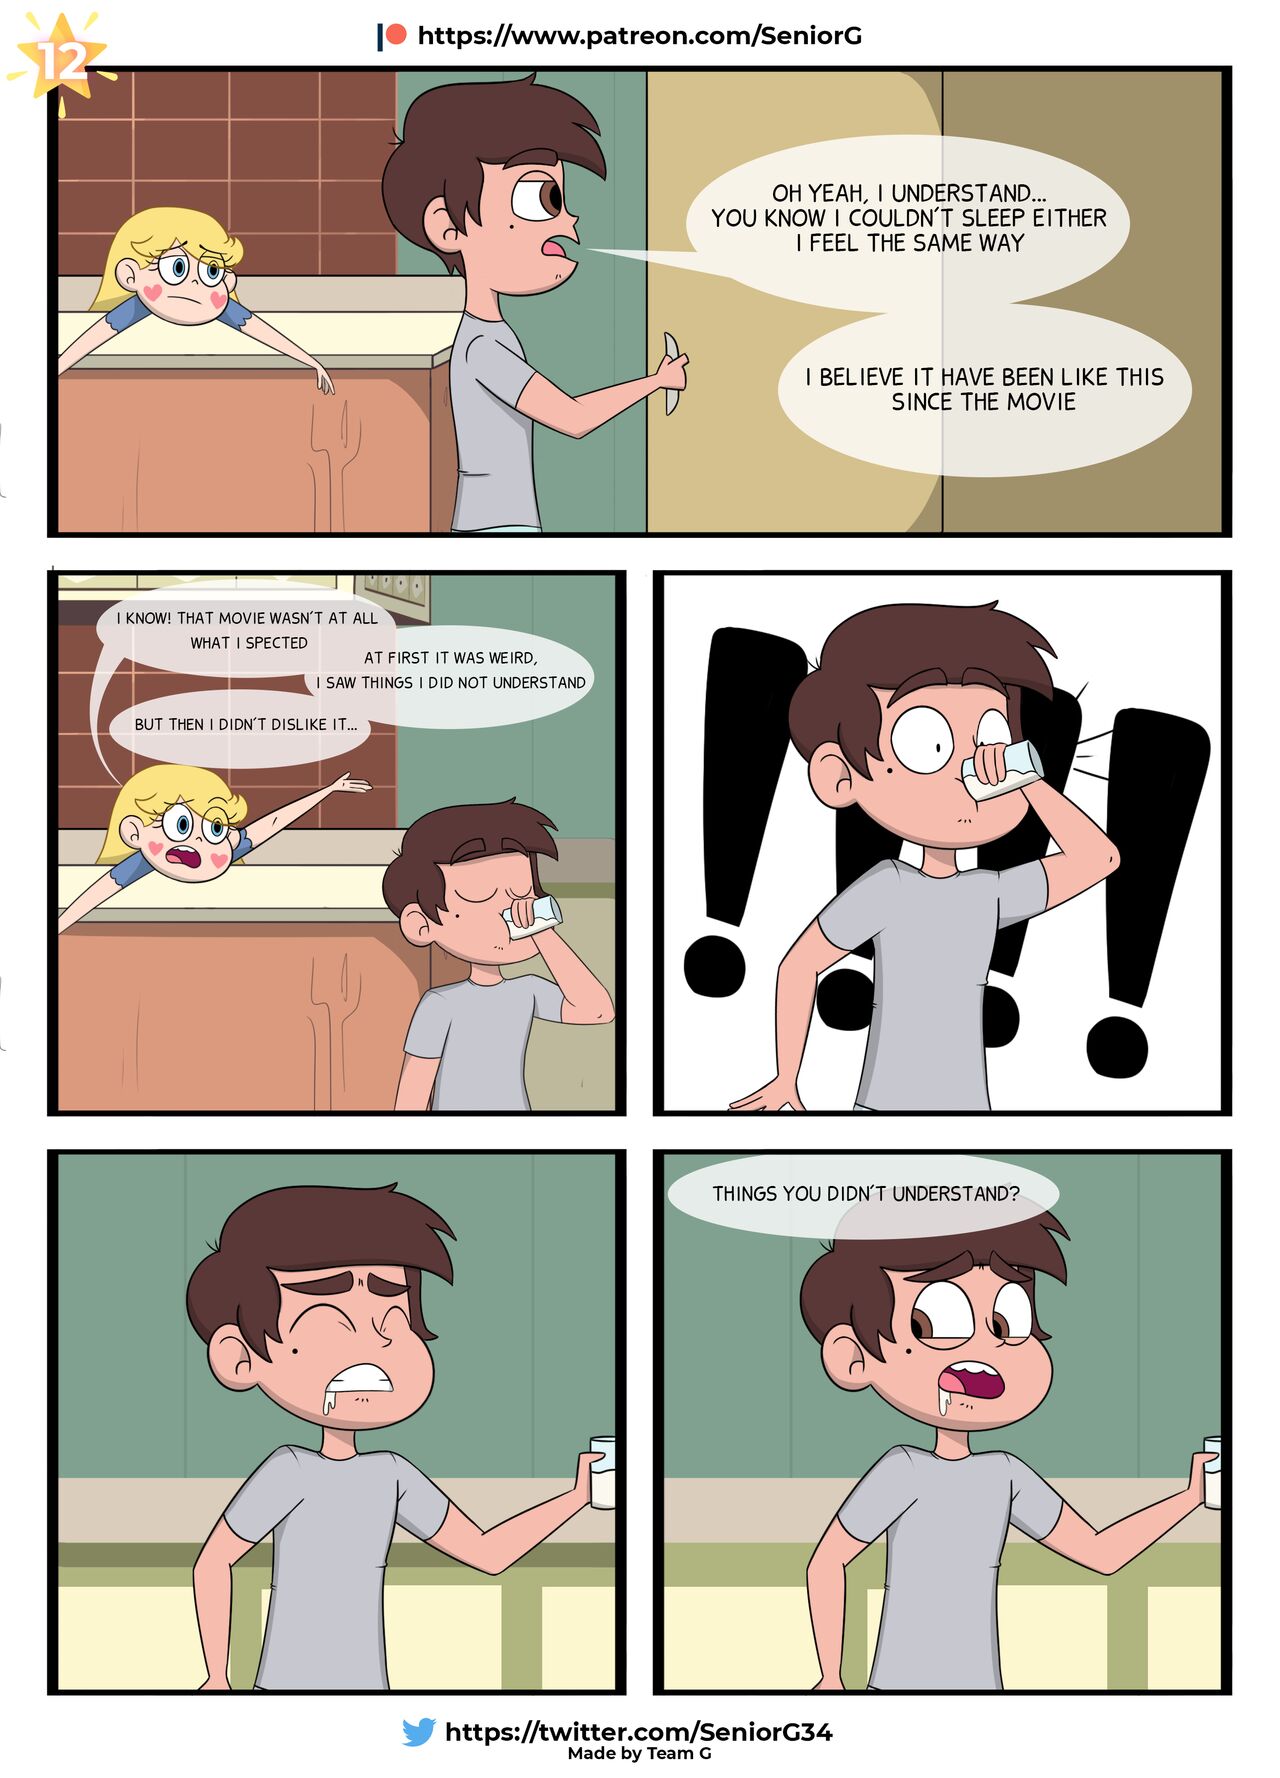 12
https://www.patreon.com/SeniorG
OH YEAH, I UNDERSTAND...
YOU KNOW I COULDN'T SLEEP EITHER
I FEEL THE SAME WAY
I BELIEVE IT HAVE BEEN LIKE THIS
SINCE THE MOVIE
I KNOW! THAT MOVIE WASN'T AT ALL
WHAT I SPECTED
AT FIRST IT WAS WEIRD,
I SAW THINGS I DID NOT UNDERSTAND
BUT THEN I DIDN'T DISLIKE IT...
!!!!
THINGS YOU DIDN'T UNDERSTAND?
https://twitter.com/SeniorG34
Made by Team G